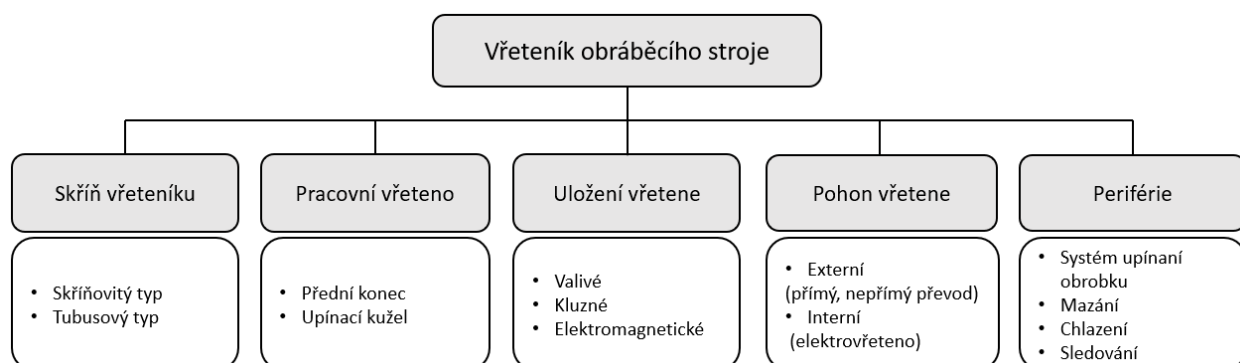 Vřeteník obráběcího stroje
Skříň vřeteníku
Pracovní vřeteno
Uložení vřetene
Pohon vřetene
Periférie
• Skříňovitý typ
• Tubusový typ
• Přední konec
• Upínací kužel
• Valivé
• Kluzné
• Elektromagnetické
• Externí
(přímý, nepřímý převod)
• Interní
(elektrovřeteno)
• Systém upínaní
obrobku
• Mazání
• Chlazení
• Sledování